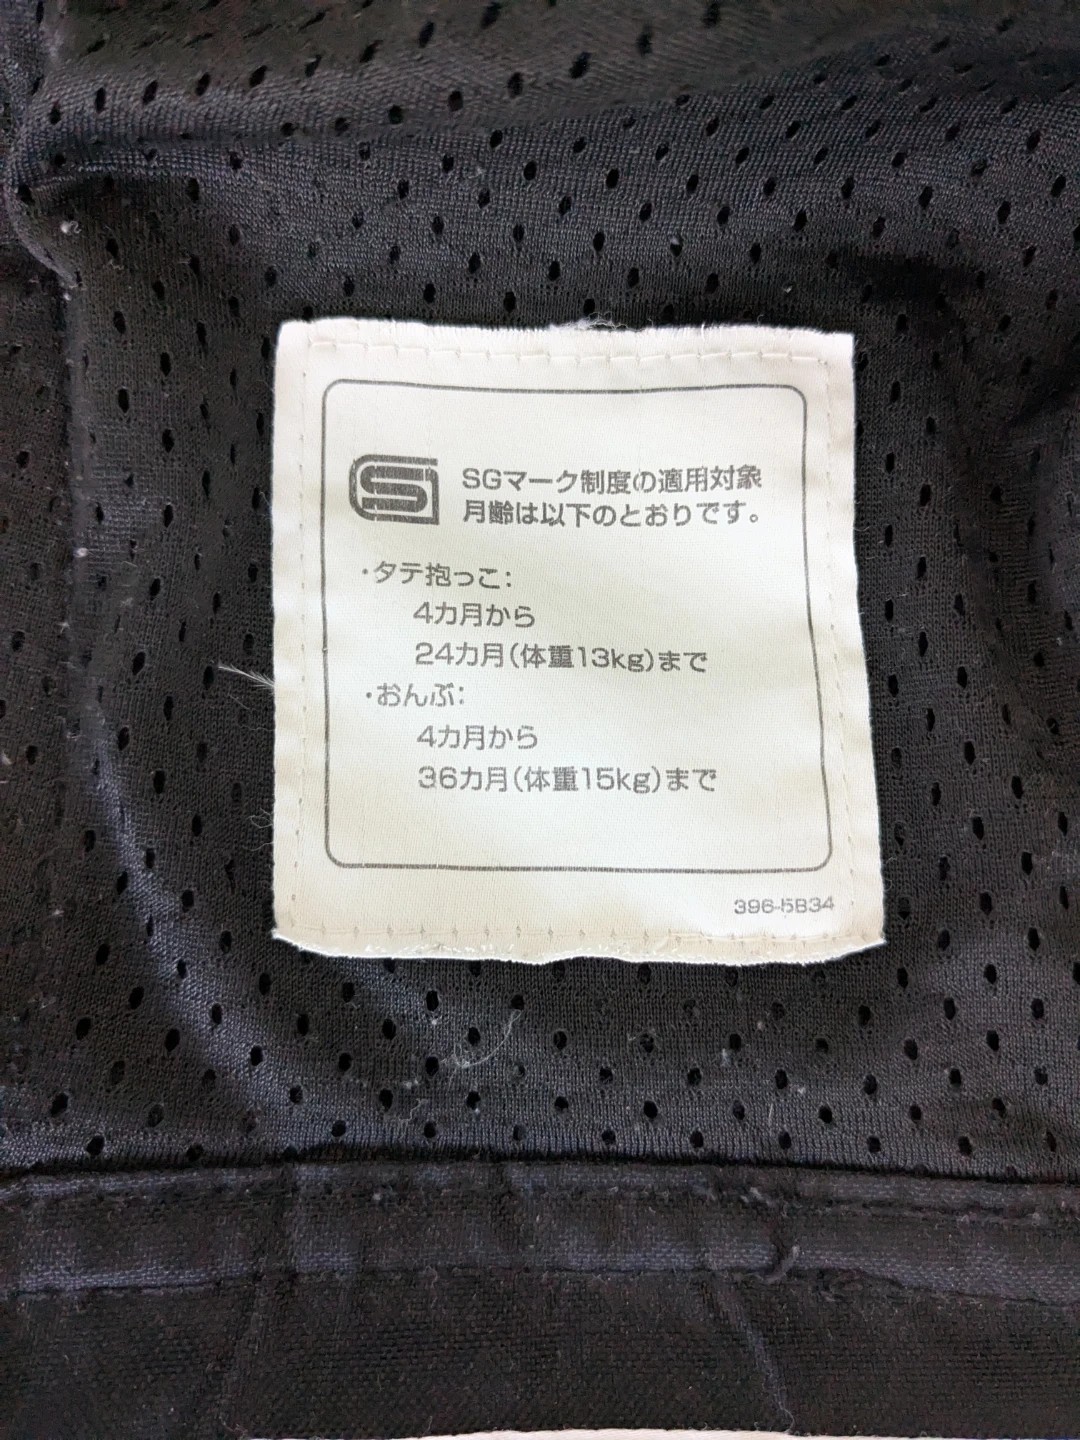 SGマーク制度の適用対象
月齢は以下のとおりです。
・タテ抱っこ：
4カ月から
24カ月(体重13kg)まで
・おんぶ：
4カ月から
36カ月(体重15kg)まで
396-5B34